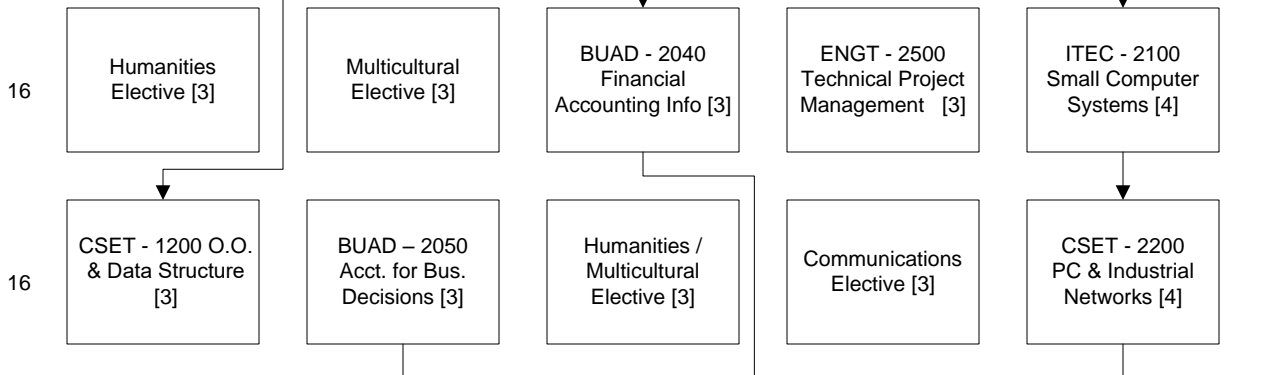 16
Humanities
Elective [3]
Multicultural
Elective [3]
BUAD - 2040
Financial
Accounting Info [3]
ENGT - 2500
Technical Project
Management   [3]
ITEC - 2100
Small Computer
Systems [4]
16
CSET - 1200 O.O.
& Data Structure
[3]
BUAD – 2050
Acct. for Bus.
Decisions [3]
Humanities /
Multicultural
Elective [3]
Communications
Elective [3]
CSET - 2200
PC & Industrial
Networks [4]